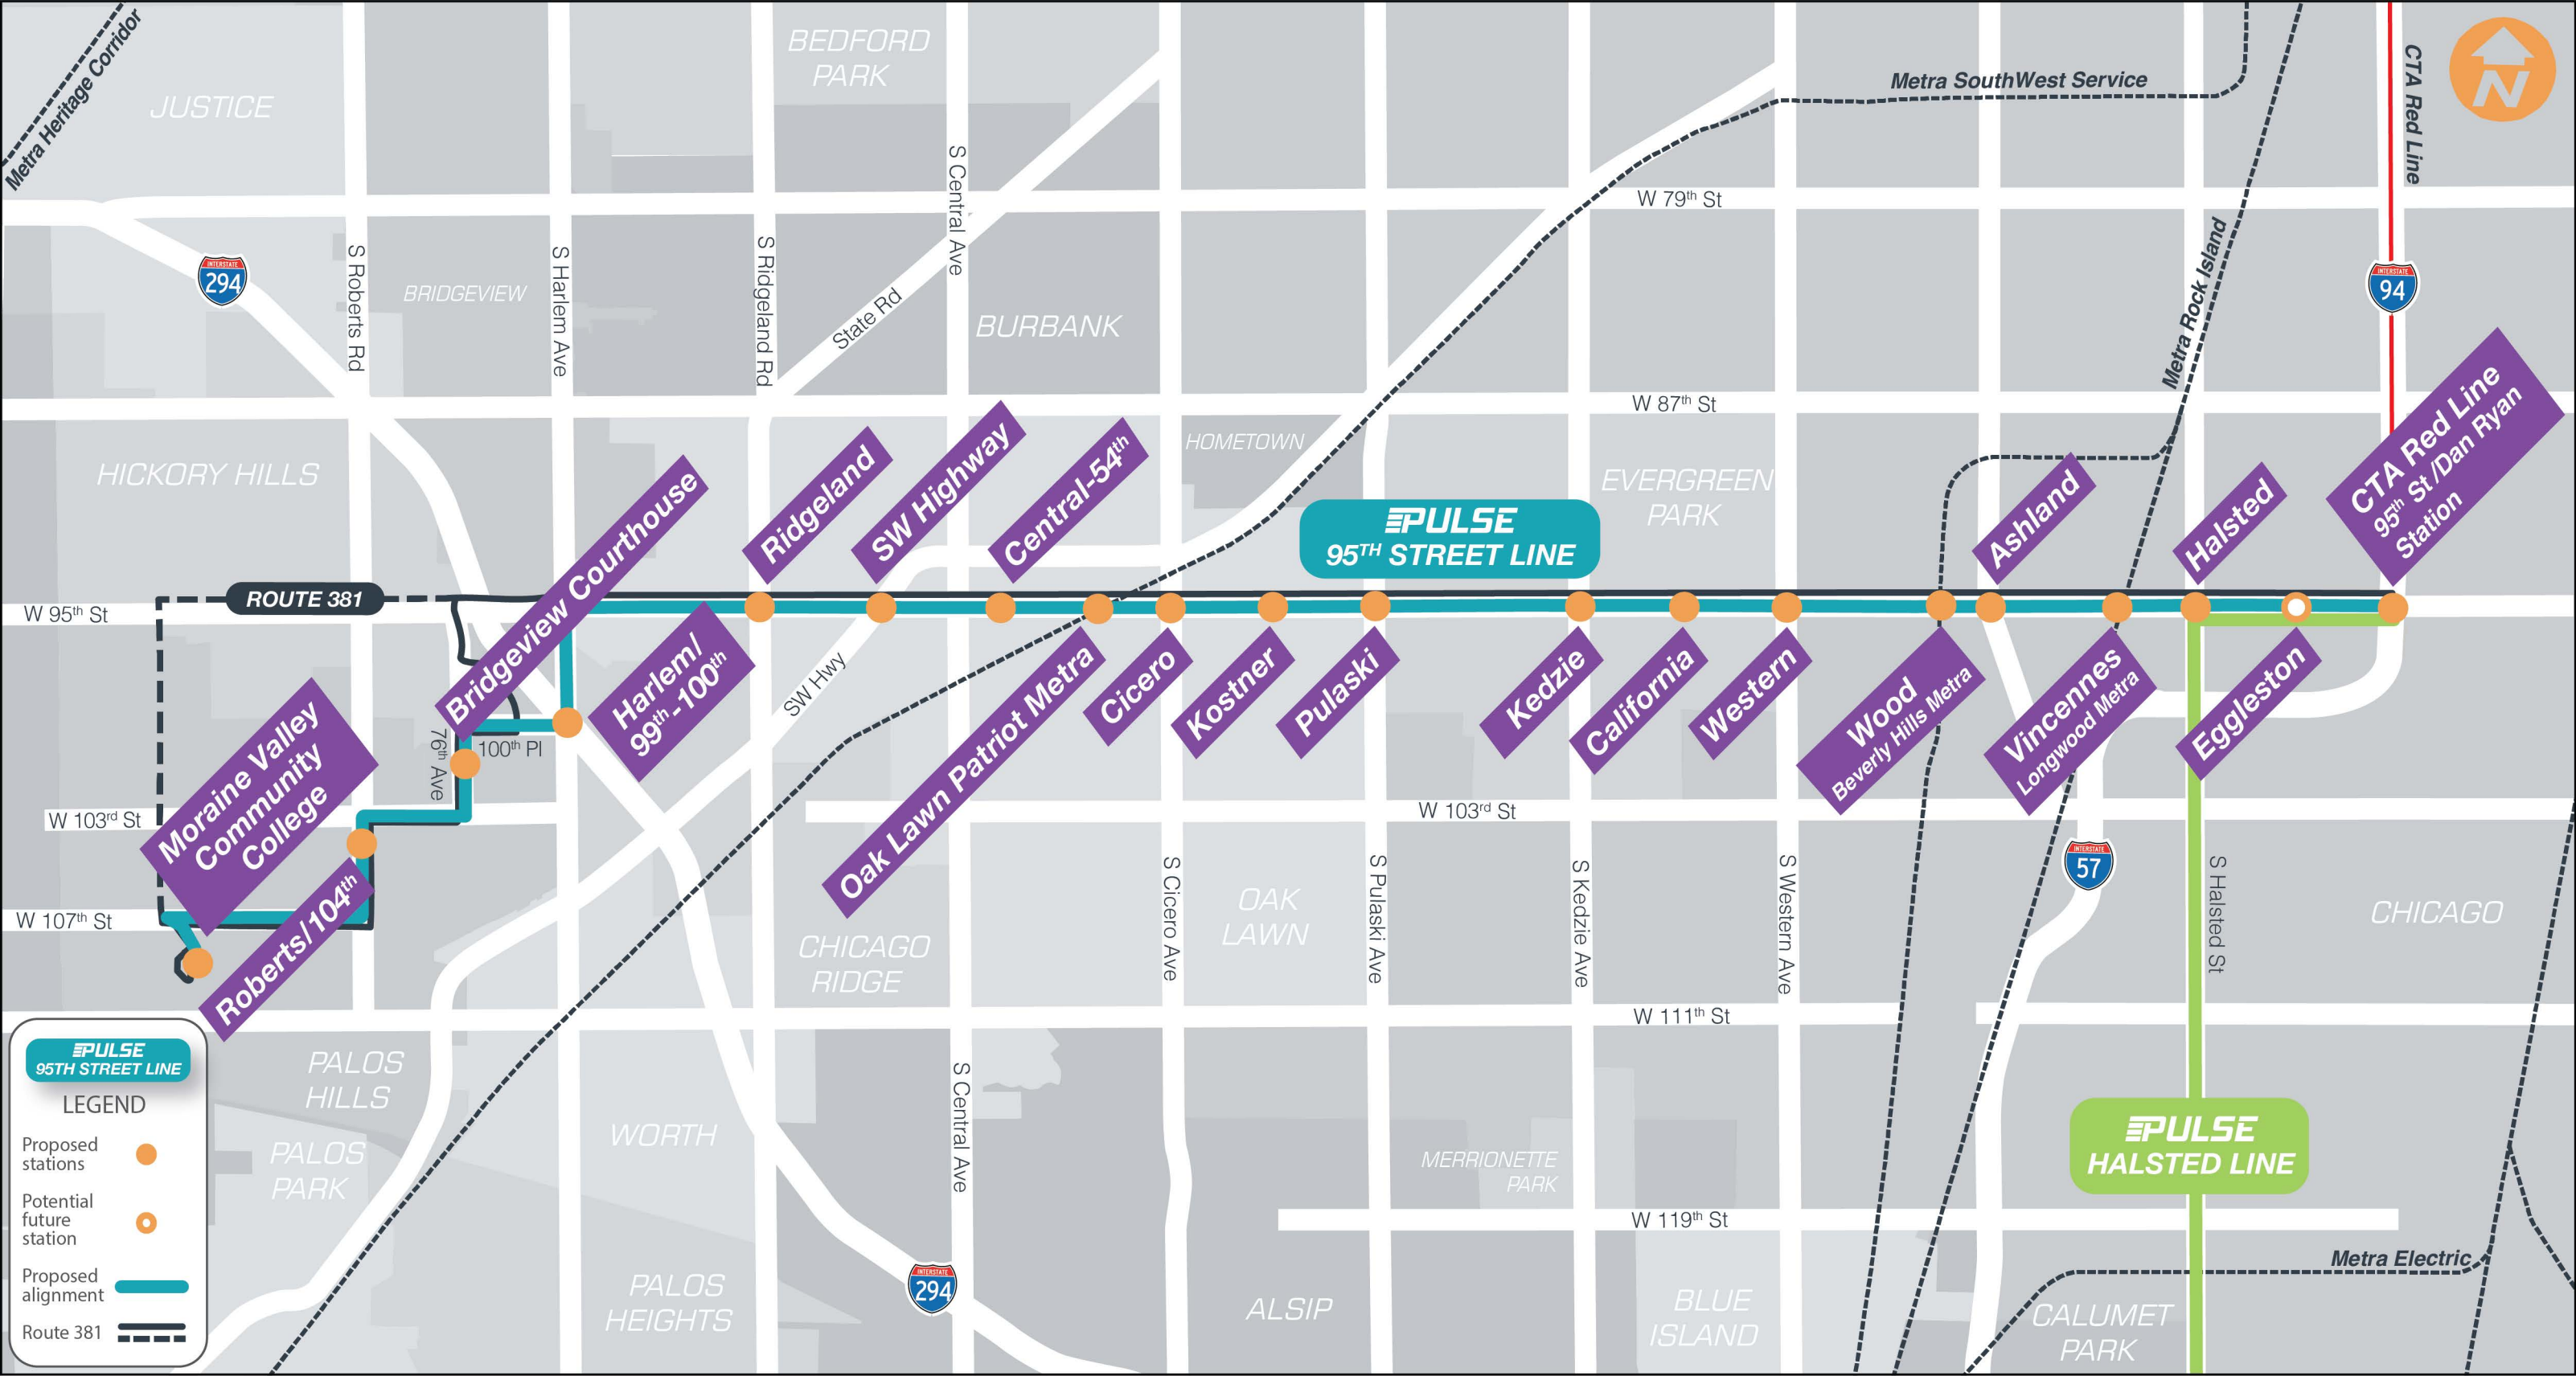 Metra Heritage Corridor
JUSTICE
BEDFORD
PARK
Metra SouthWest Service
CTA Red Line
N
S Central Ave
W 79th St
INTERSTATE
294
S Roberts Rd
BRIDGEVIEW
S Harlem Ave
S Ridgeland Rd
State Rd
BURBANK
Metra Rock Island
INTERSTATE
94
W 87th St
HICKORY HILLS
HOMETOWN
EVERGREEN
PARK
Bridgeview Courthouse
Ridgeland
SW Highway
Central-54th
PULSE
95TH STREET LINE
Ashland
Halsted
CTA Red Line
95th St /Dan Ryan
Station
ROUTE 381
W 95th St
Harlem/
99th-100th
SW Hwy
Oak Lawn Patriot Metra
Cicero
Kostner
Pulaski
Kedzie
California
Western
Wood
Beverly Hills Metra
Vincennes
Longwood Metra
Eggleston
76th Ave
100th Pl
Moraine Valley
Community
College
W 103rd St
W 103rd St
Roberts/104th
W 107th St
CHICAGO
RIDGE
S Cicero Ave
OAK
LAWN
S Pulaski Ave
S Kedzie Ave
S Western Ave
INTERSTATE
57
S Halsted St
CHICAGO
W 111th St
PALOS
HILLS
PALOS
PARK
WORTH
S Central Ave
MERRIONETTE
PARK
PULSE
HALSTED LINE
W 119th St
Metra Electric
PALOS
HEIGHTS
INTERSTATE
294
ALSIP
BLUE
ISLAND
CALUMET
PARK
PULSE
95TH STREET LINE
LEGEND
Proposed
stations
Potential
future
station
Proposed
alignment
Route 381